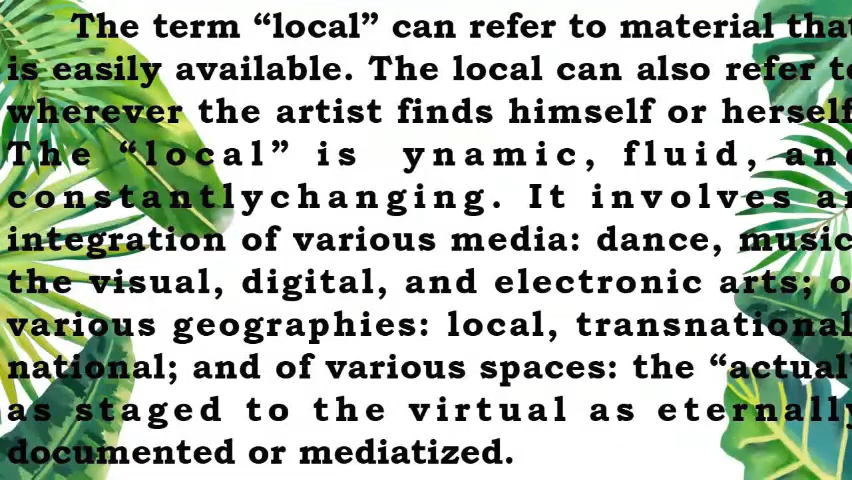 The term “local” can refer to material that
is easily available. The local can also refer to
wherever the artist finds himself or herself.
The “local” is ynamic, fluid, and
constantlychanging. It involves an
integration of various media: dance, music,
the visual, digital, and electronic arts; of
various geographies: local, transnational,
national; and of various spaces: the “actual”
as staged to the virtual as eternally
documented or mediatized.